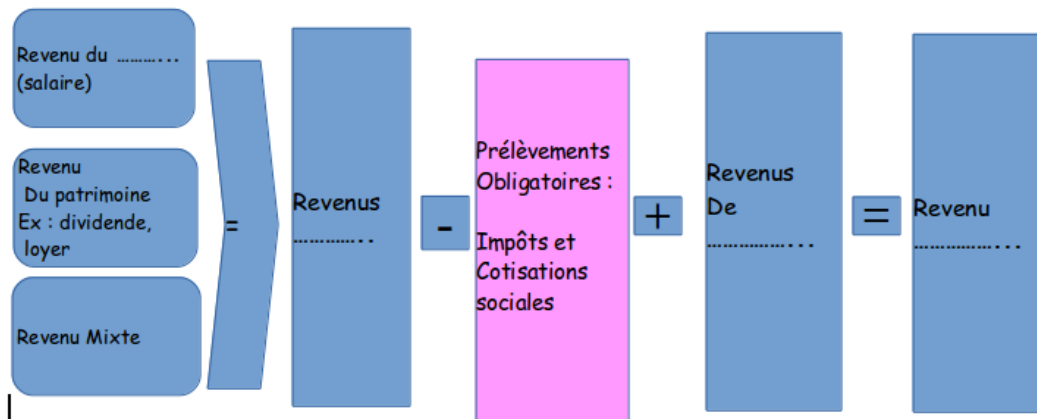 Revenu du ………...
(salaire)
Revenu
Du patrimoine
Ex : dividende,
loyer
Revenu Mixte
=
Revenus
…………..
-
Prélèvements
Obligatoires :
Impôts et
Cotisations
sociales
+
Revenus
De
……………...
=
Revenu
……………...